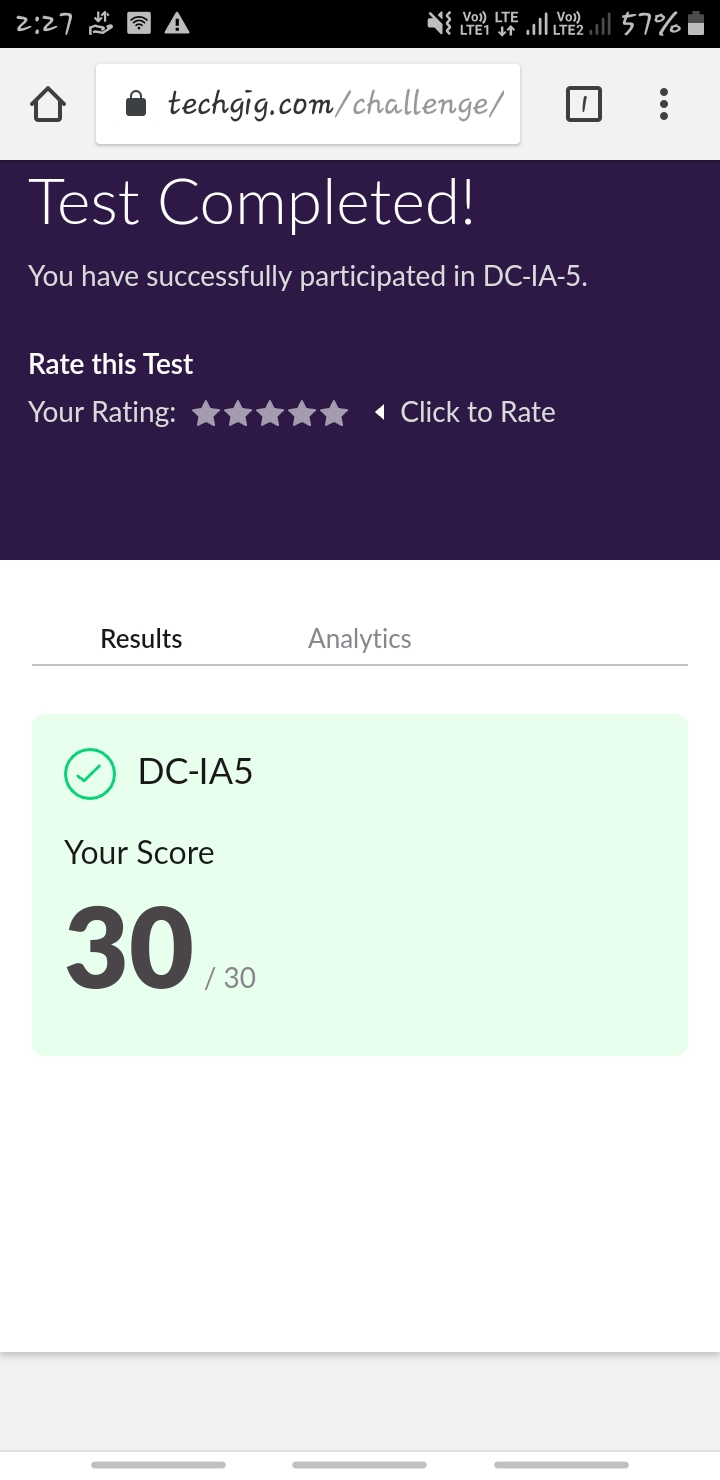 2:27 Vo)) LTE Vo)) 57%
LTE1 LTE2
techgig.com/challenge/
1
Test Completed!
You have successfully participated in DC-IA-5.
Rate this Test
Your Rating: Click to Rate
Results Analytics
DC-IA5
Your Score
30 / 30